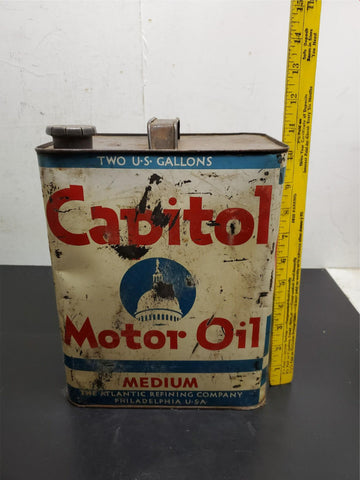 TWO U·S· GALLONS
Capitol
Motor Oil
MEDIUM
THE ATLANTIC REFINING COMPANY
PHILADELPHIA U·S·A